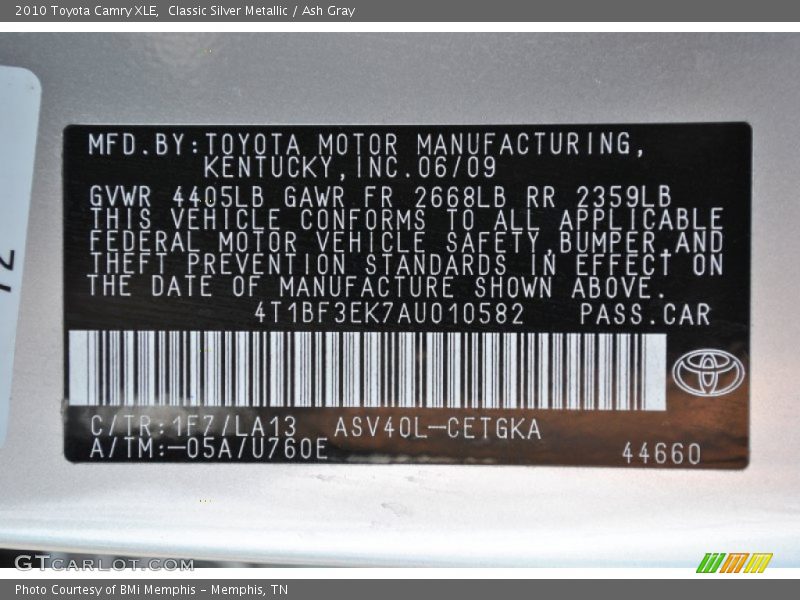 2010 Toyota Camry XLE,  Classic Silver Metallic / Ash Gray
MFD.BY:TOYOTA MOTOR MANUFACTURING,
KENTUCKY,INC.06/09
GVWR 4405LB GAWR FR 2668LB RR 2359LB
THIS VEHICLE CONFORMS TO ALL APPLICABLE
FEDERAL MOTOR VEHICLE SAFETY,BUMPER,AND
THEFT PREVENTION STANDARDS IN EFFECT ON
THE DATE OF MANUFACTURE SHOWN ABOVE.
4T1BF3EK7AU010582 PASS.CAR
C/TR:1F7/LA13 ASV40L-CETGKA
A/TM:-05A/U760E 44660
GTCARLOT.COM
Photo Courtesy of BMi Memphis - Memphis, TN